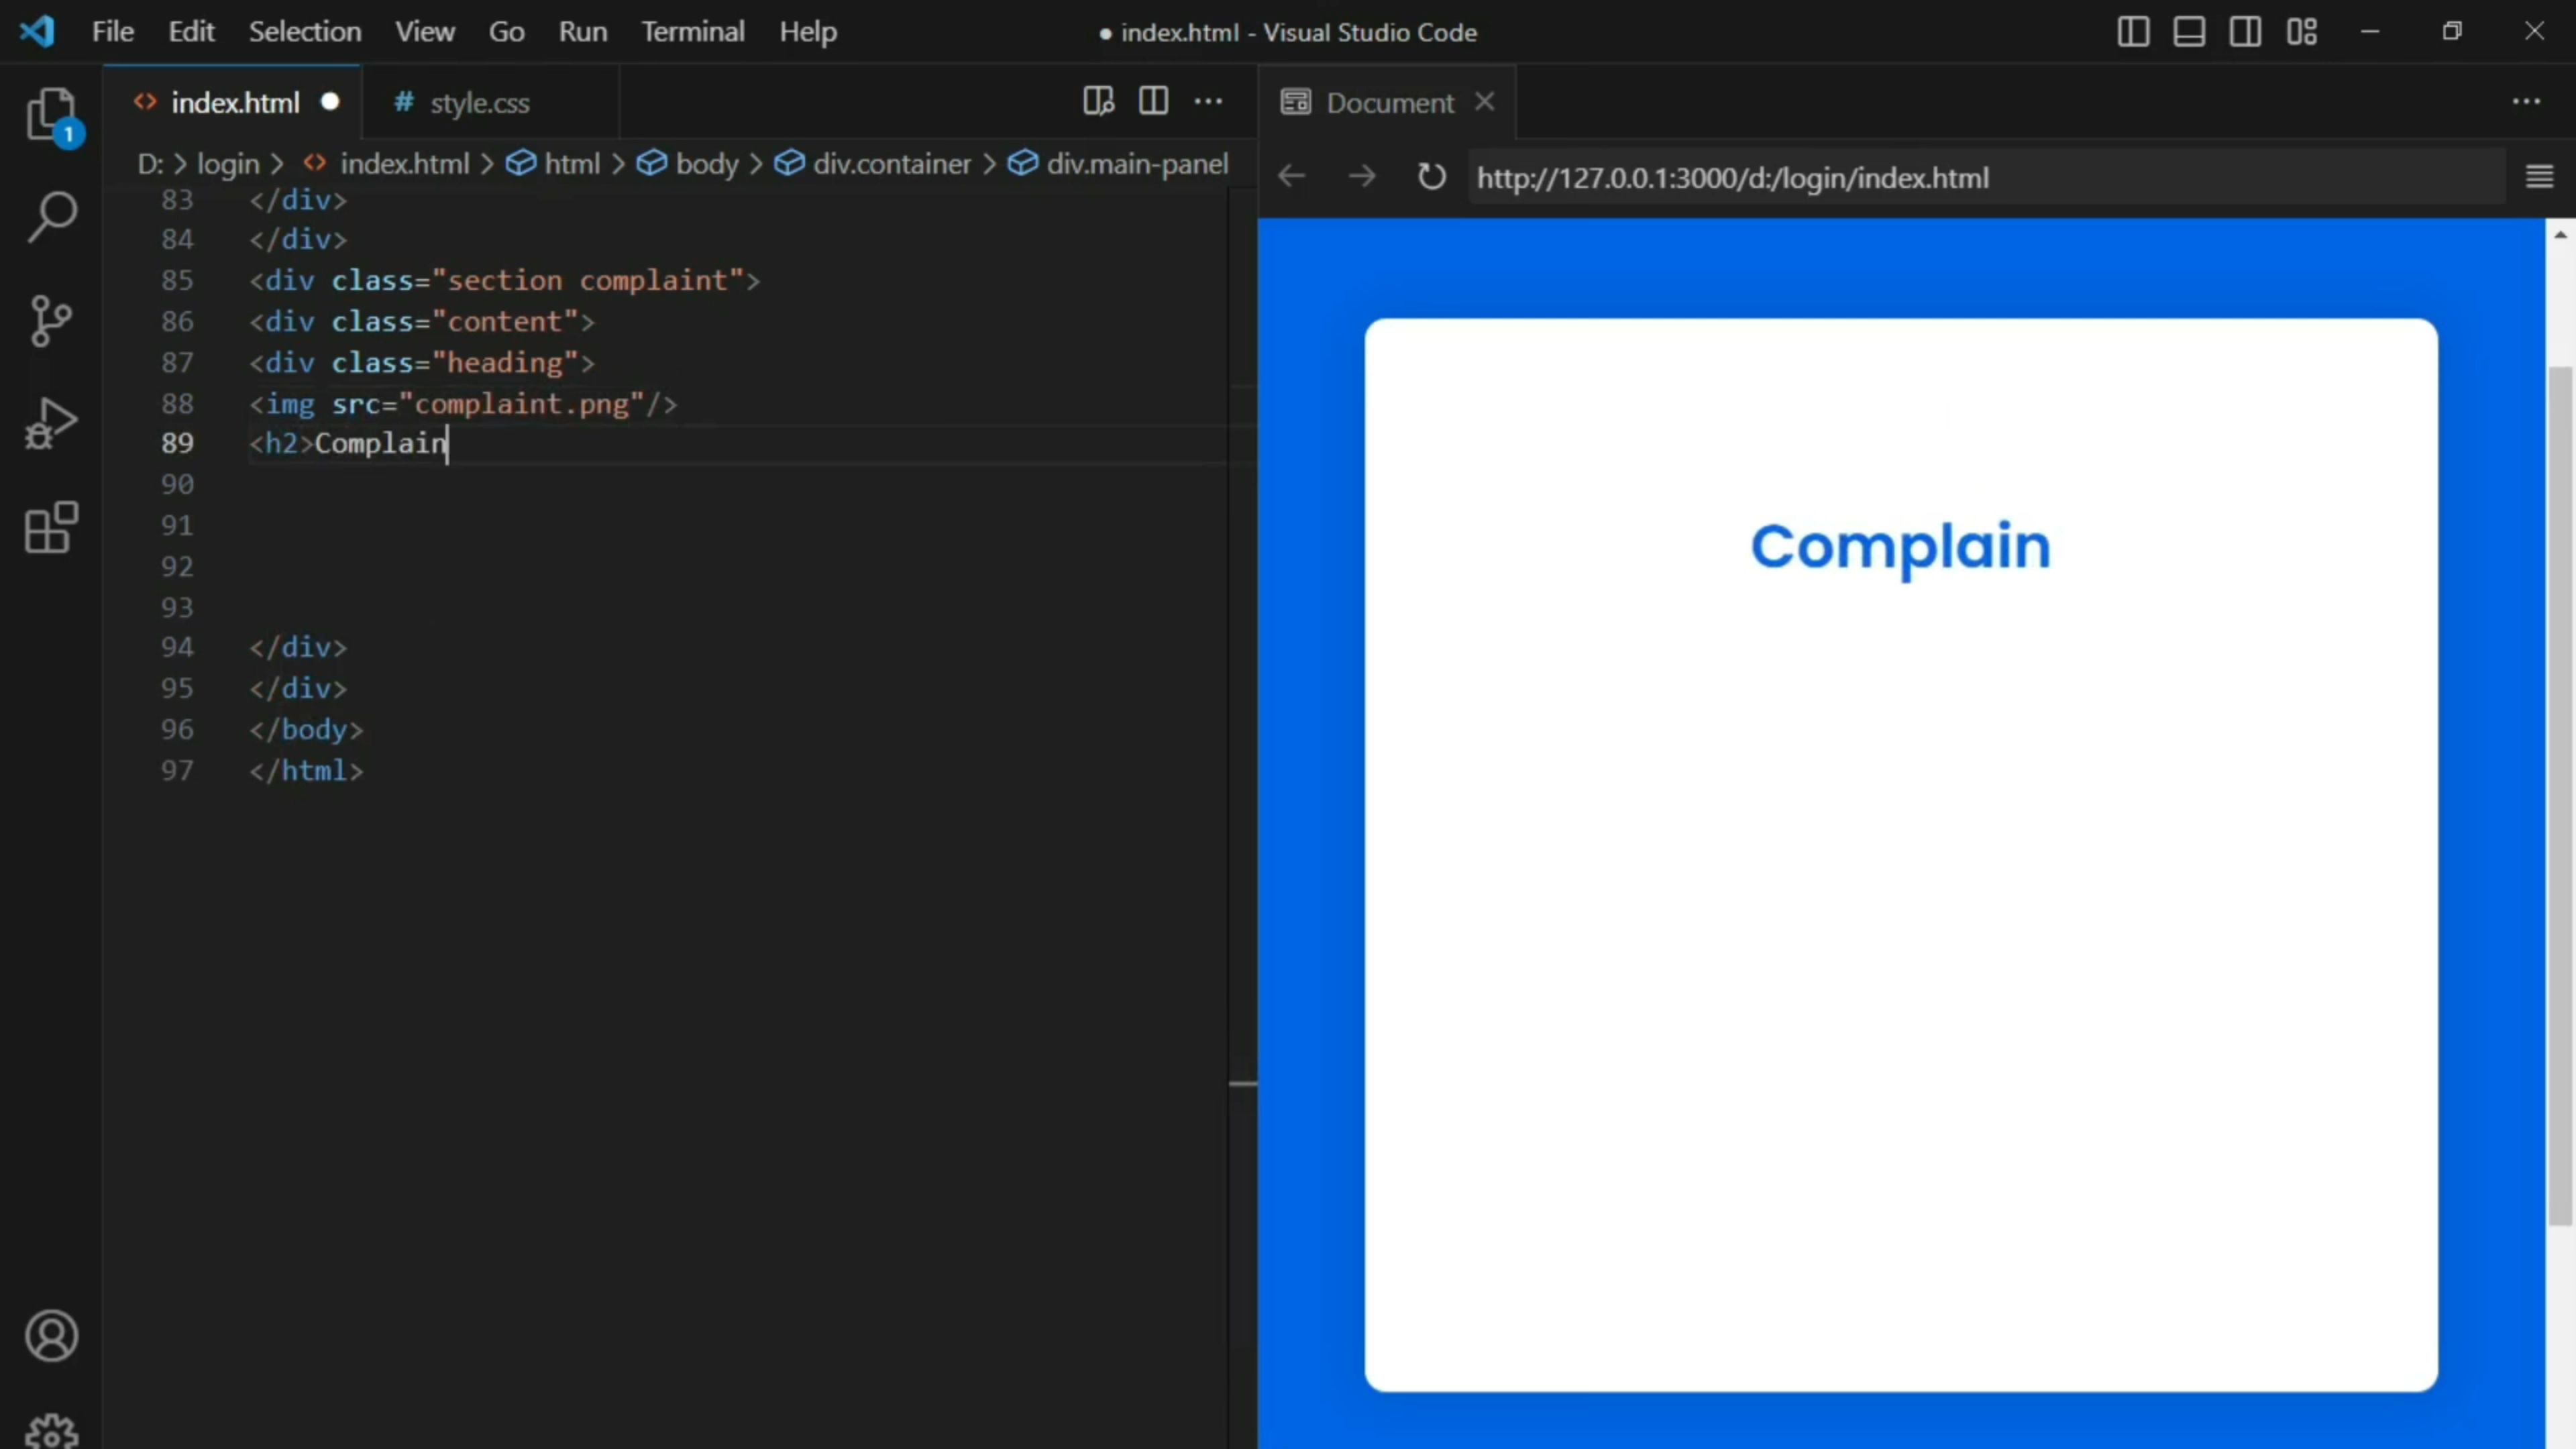 File Edit Selection View Go Run Terminal Help
● index.html - Visual Studio Code
1
<> index.html ●
# style.css
Document
D: > login > <> index.html > html > body > div.container > div.main-panel
http://127.0.0.1:3000/d:/login/index.html
83 </div>
84 </div>
85 <div class="section complaint">
86 <div class="content">
87 <div class="heading">
88 <img src="complaint.png"/>
89 <h2>Complain
90
91
92
93
94 </div>
95 </div>
96 </body>
97 </html>
Complain